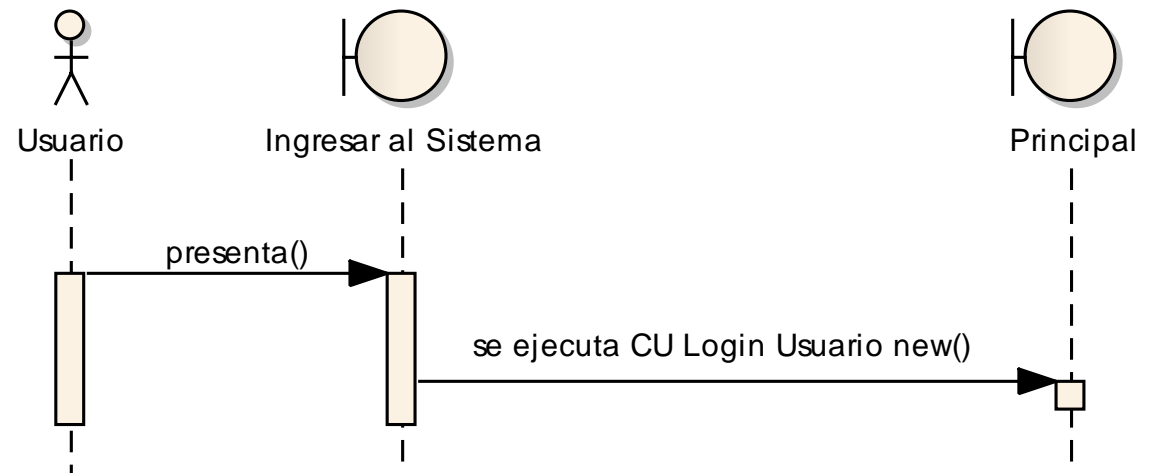 Usuario
Ingresar al Sistema
Principal
presenta()
se ejecuta CU Login Usuario new()